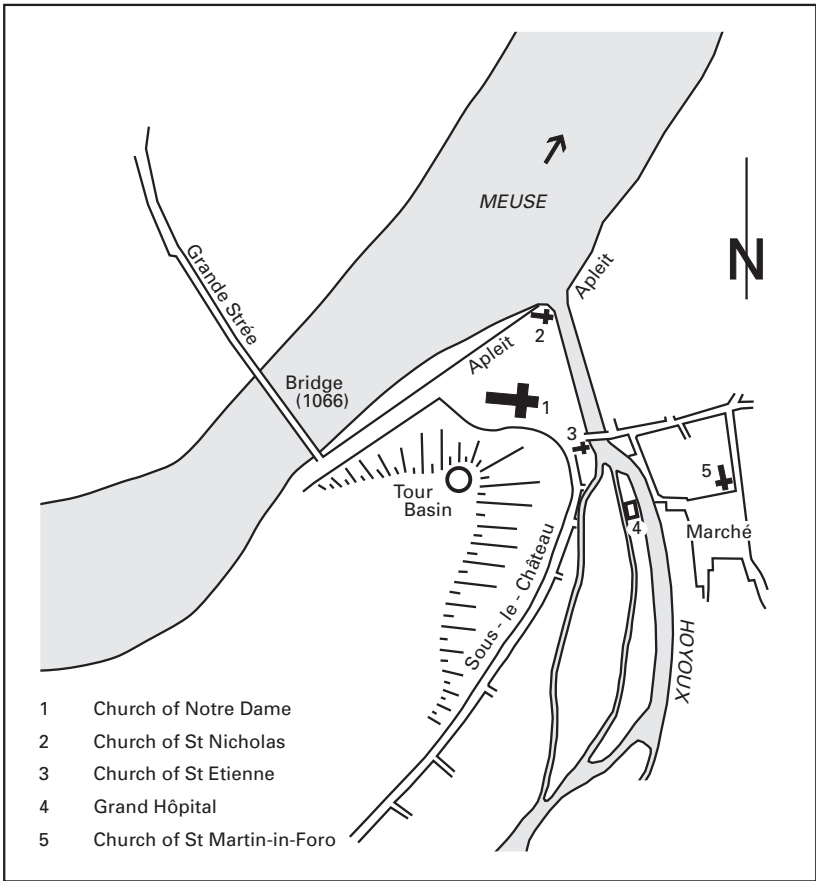 MEUSE
N
Grande Strée
Apleit
Bridge
(1066)
Apleit
2
1
3
5
Tour
Basin
4
Marché
Sous - le - Château
HOYOUX
1 Church of Notre Dame
2 Church of St Nicholas
3 Church of St Etienne
4 Grand Hôpital
5 Church of St Martin-in-Foro